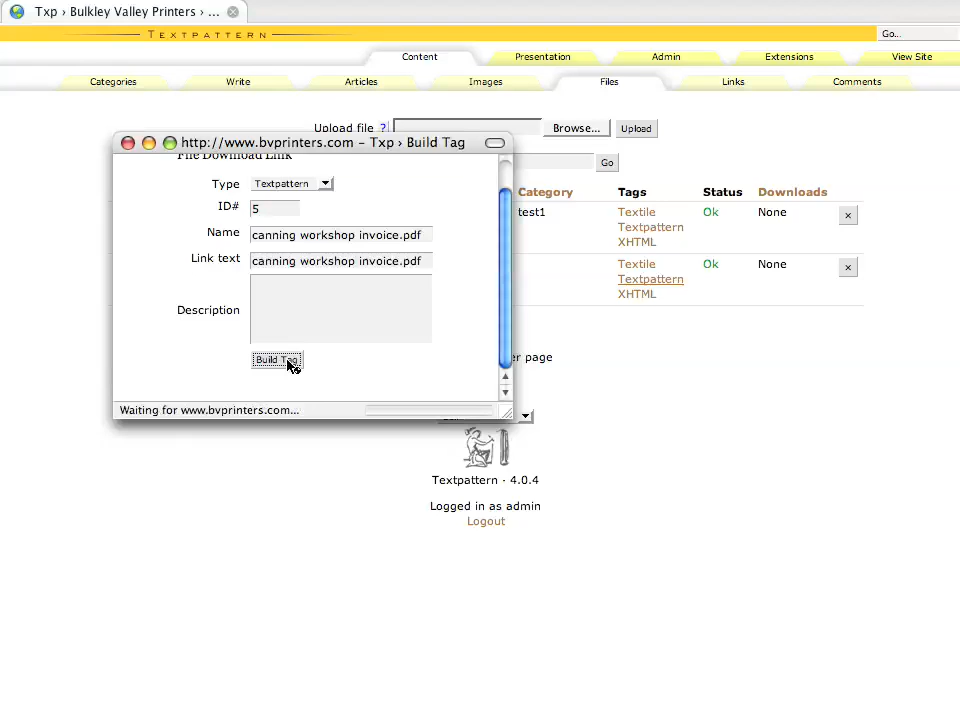 Txp › Bulkley Valley Printers › ...
TEXTPATTERN
Go...
Content Presentation Admin Extensions View Site
Categories Write Articles Images Files Links Comments
Upload file ? Browse... Upload
http://www.bvprinters.com – Txp › Build Tag
File Download Link
Go
Type Textpattern
ID# 5
Name canning workshop invoice.pdf
Link text canning workshop invoice.pdf
Description
Build Tag
Waiting for www.bvprinters.com...
Category Tags Status Downloads
test1 Textile Ok None ×
Textpattern
XHTML
Textile Ok None ×
Textpattern
XHTML
per page
Textpattern · 4.0.4
Logged in as admin
Logout